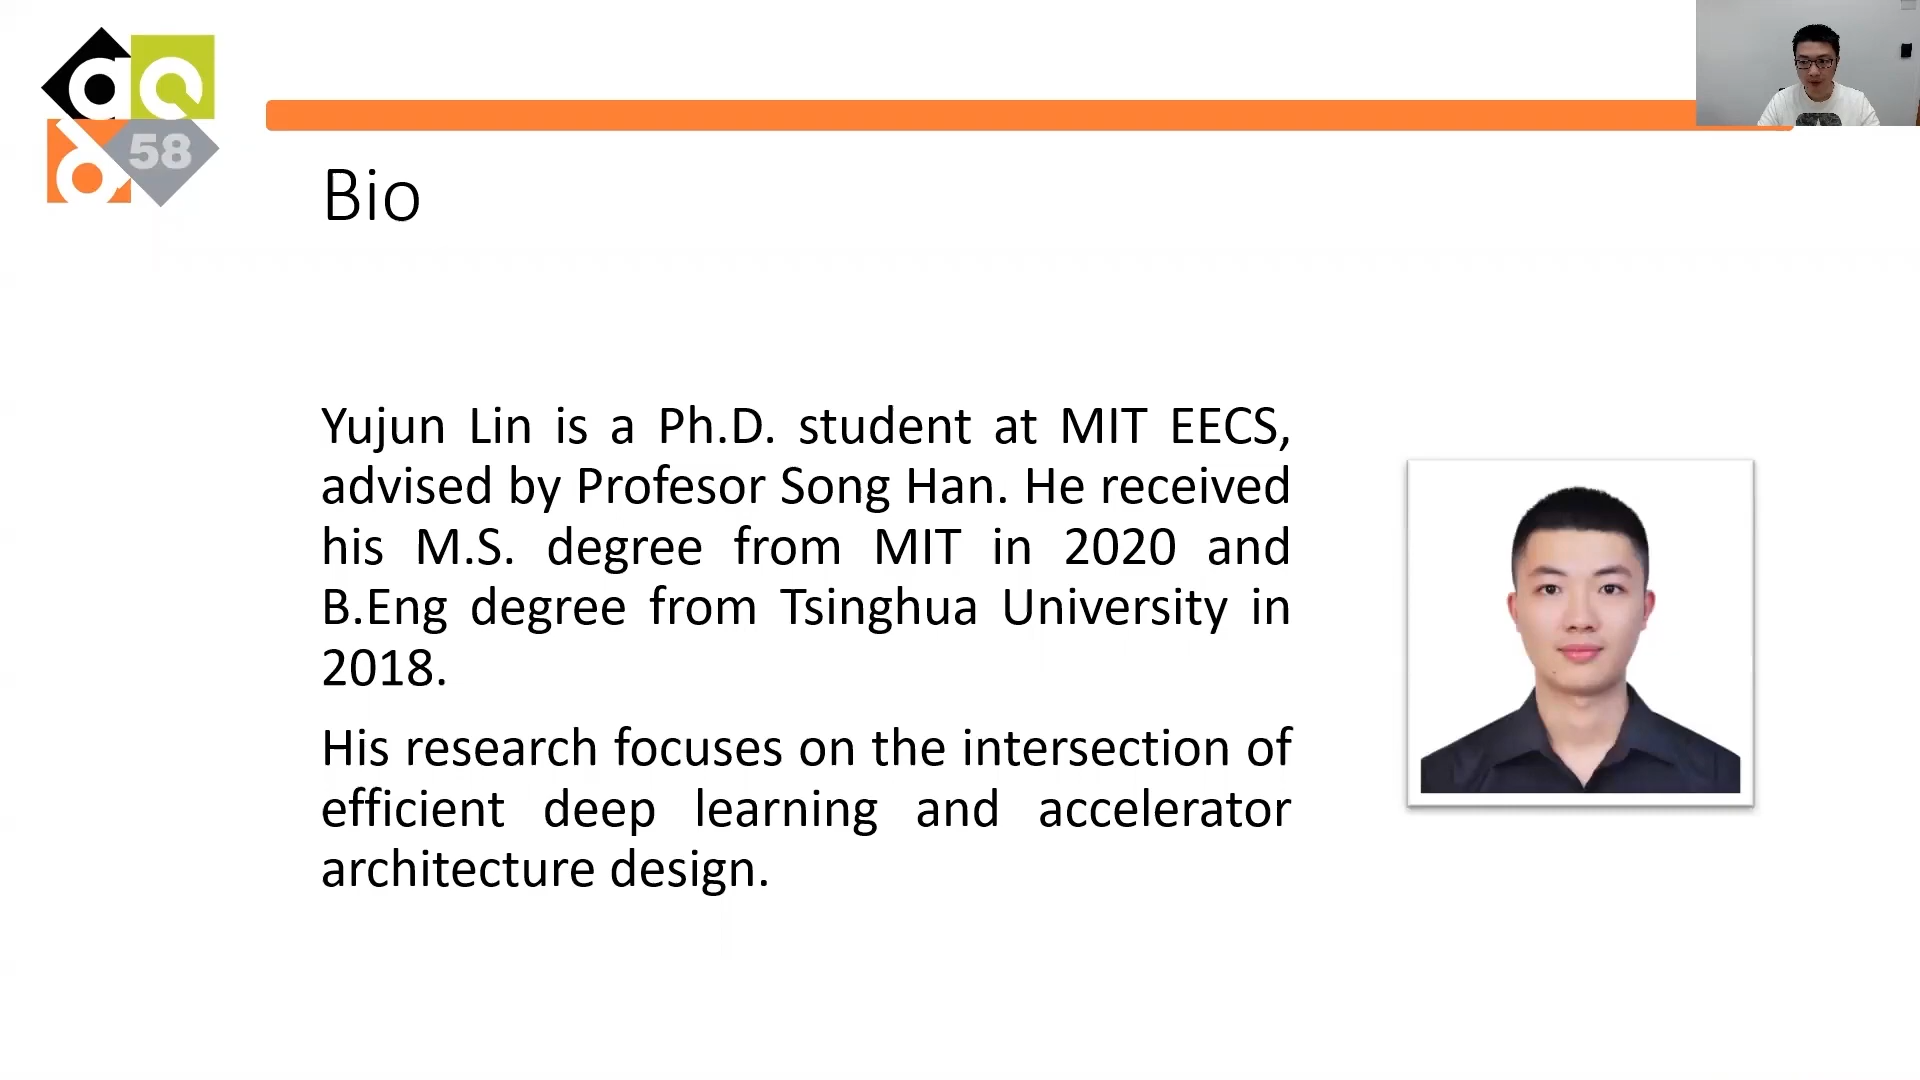 58
Bio
Yujun Lin is a Ph.D. student at MIT EECS,
advised by Profesor Song Han. He received
his M.S. degree from MIT in 2020 and
B.Eng degree from Tsinghua University in
2018.
His research focuses on the intersection of
efficient deep learning and accelerator
architecture design.